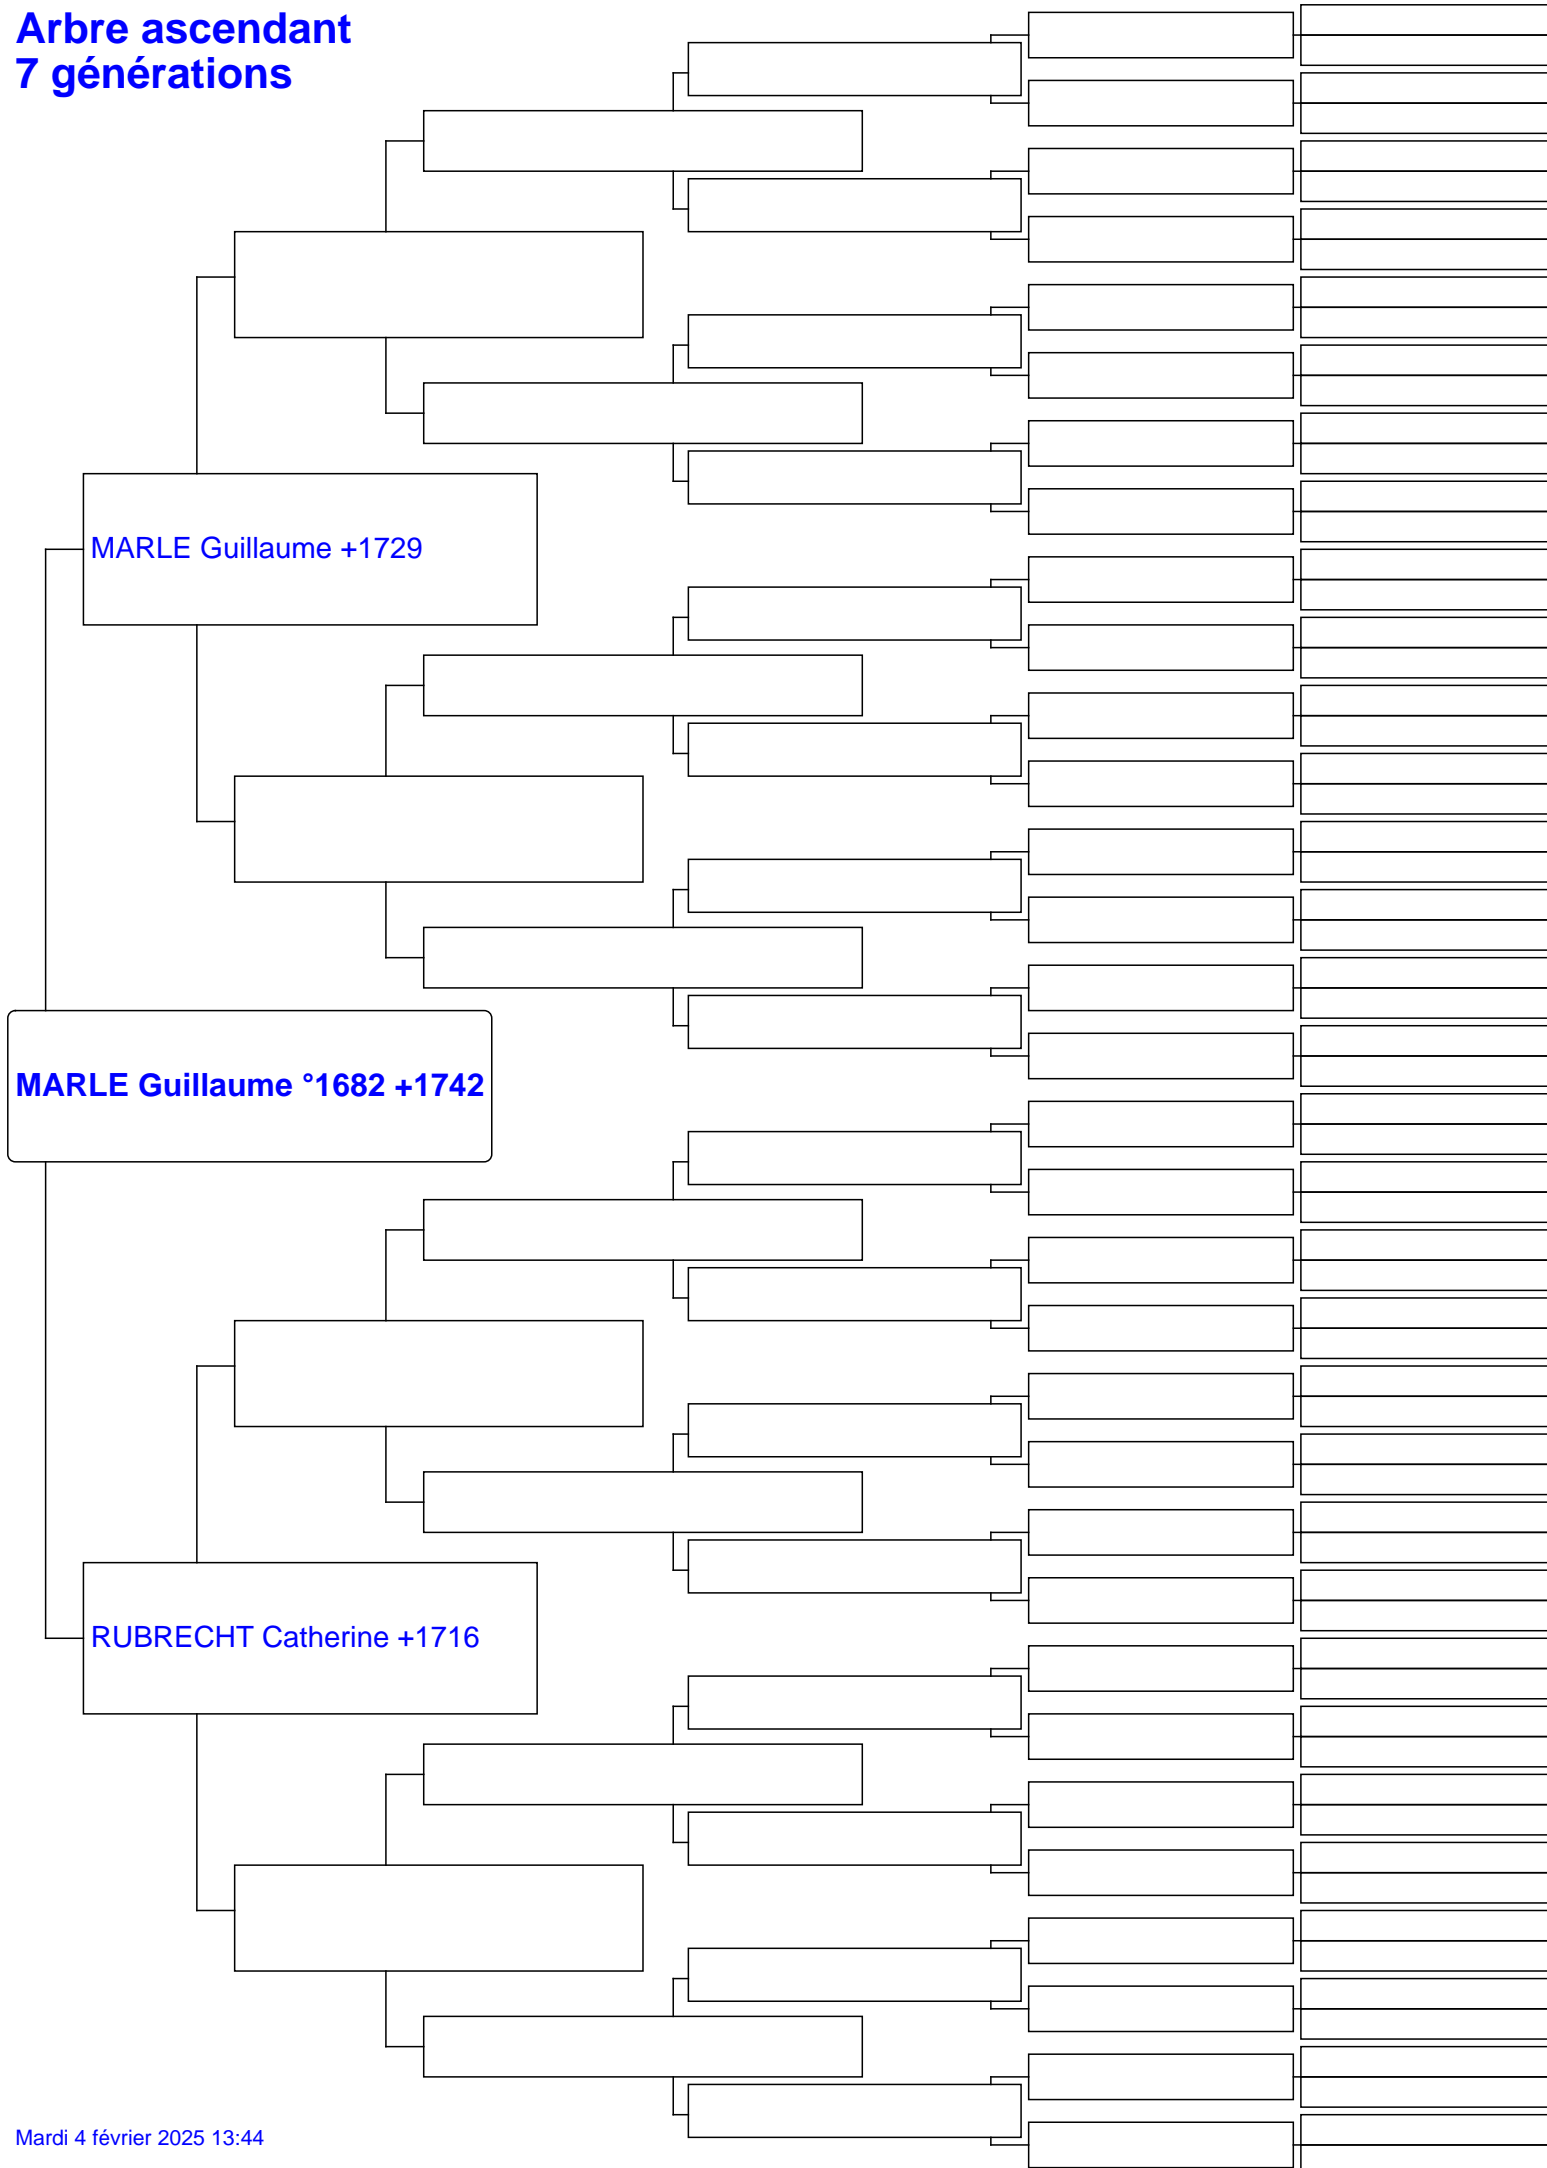 Arbre ascendant
7 générations
MARLE Guillaume +1729
MARLE Guillaume °1682 +1742
RUBRECHT Catherine +1716
Mardi 4 février 2025 13:44